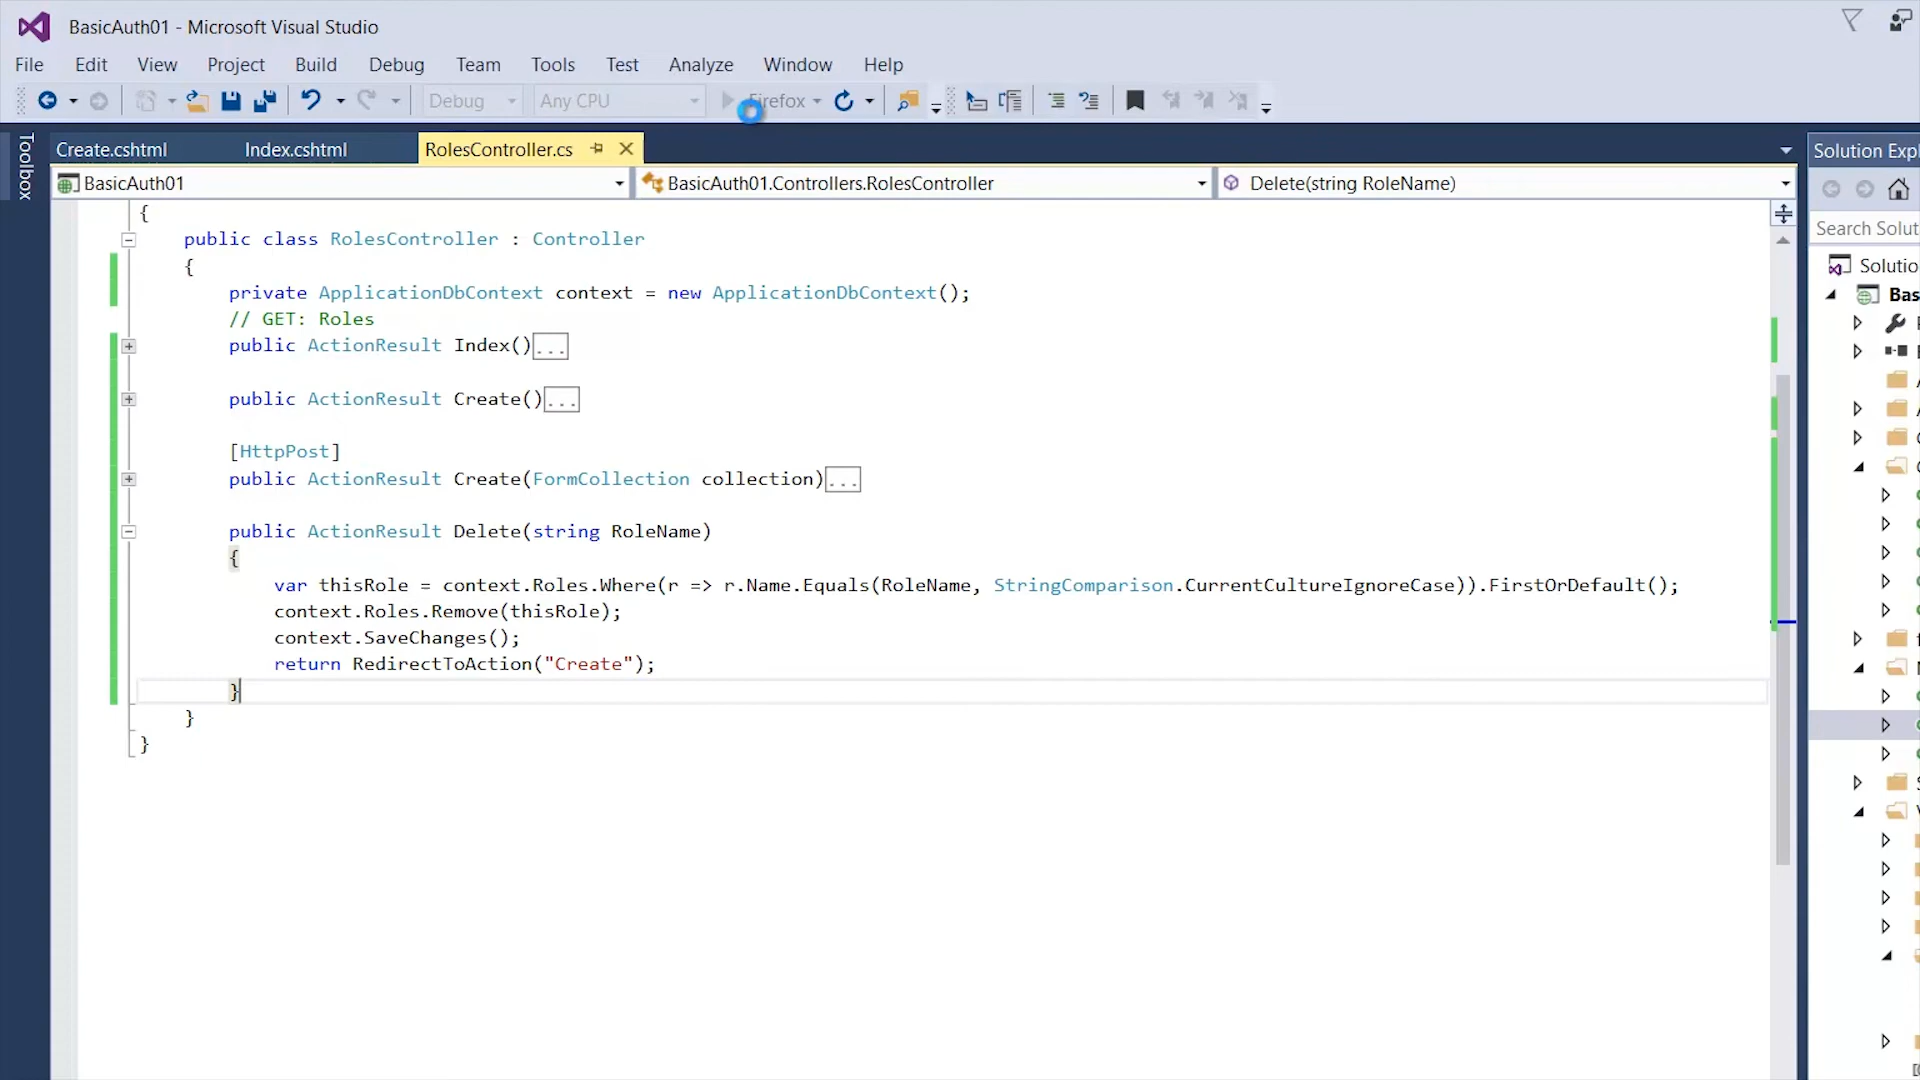 BasicAuth01 - Microsoft Visual Studio
File Edit View Project Build Debug Team Tools Test Analyze Window Help
Debug Any CPU Firefox
Toolbox
Create.cshtml Index.cshtml RolesController.cs
Solution Expl
BasicAuth01 BasicAuth01.Controllers.RolesController Delete(string RoleName)
Search Solut
Solutio
Bas
{
public class RolesController : Controller
{
private ApplicationDbContext context = new ApplicationDbContext();
// GET: Roles
public ActionResult Index()...
public ActionResult Create()...
[HttpPost]
public ActionResult Create(FormCollection collection)...
public ActionResult Delete(string RoleName)
{
var thisRole = context.Roles.Where(r => r.Name.Equals(RoleName, StringComparison.CurrentCultureIgnoreCase)).FirstOrDefault();
context.Roles.Remove(thisRole);
context.SaveChanges();
return RedirectToAction("Create");
}
}
}